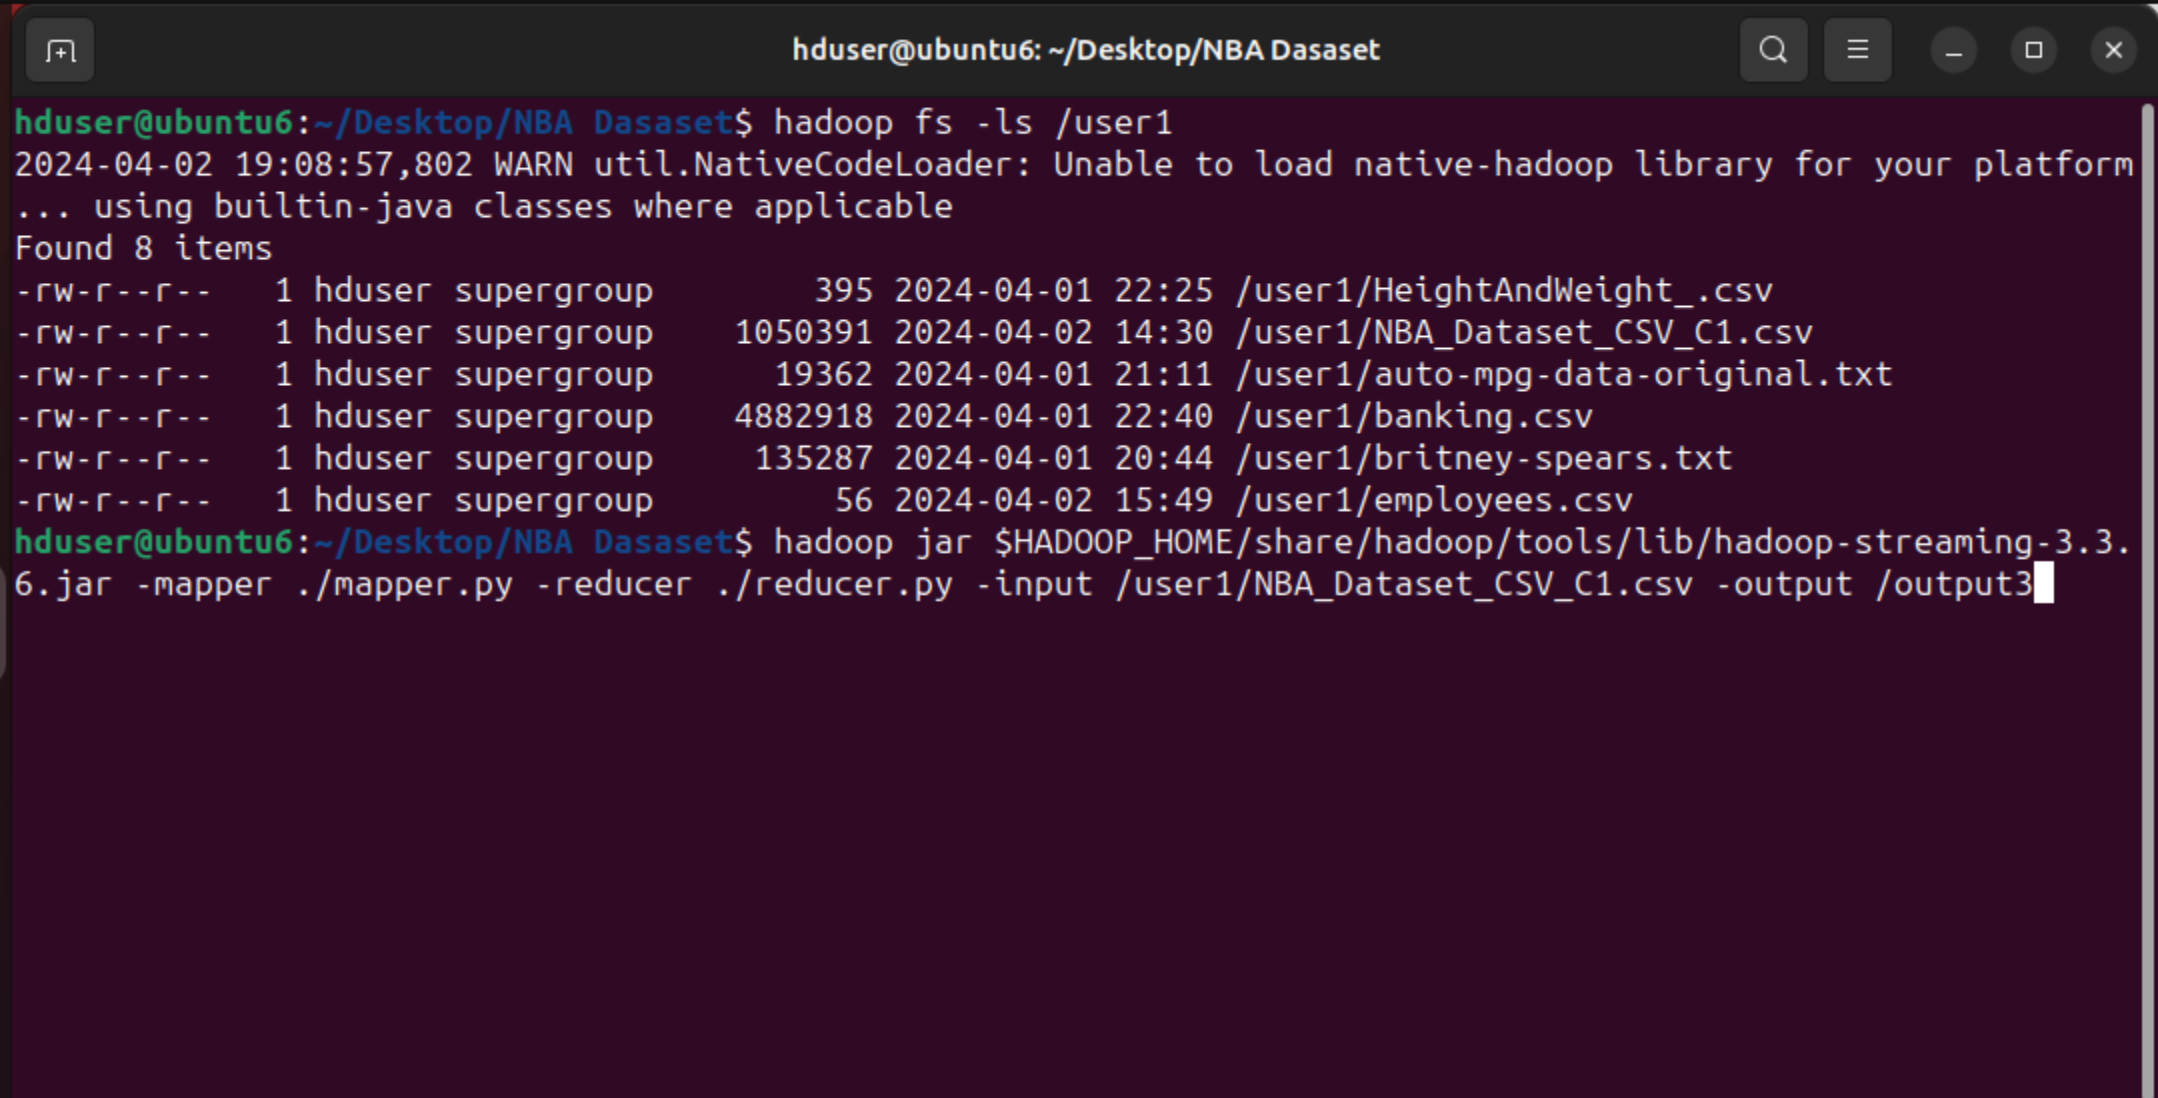 hduser@ubuntu6: ~/Desktop/NBA Dasaset
hduser@ubuntu6:~/Desktop/NBA Dasaset$ hadoop fs -ls /user1
2024-04-02 19:08:57,802 WARN util.NativeCodeLoader: Unable to load native-hadoop library for your platform
... using builtin-java classes where applicable
Found 8 items
-rw-r--r--   1 hduser supergroup        395 2024-04-01 22:25 /user1/HeightAndWeight_.csv
-rw-r--r--   1 hduser supergroup    1050391 2024-04-02 14:30 /user1/NBA_Dataset_CSV_C1.csv
-rw-r--r--   1 hduser supergroup      19362 2024-04-01 21:11 /user1/auto-mpg-data-original.txt
-rw-r--r--   1 hduser supergroup    4882918 2024-04-01 22:40 /user1/banking.csv
-rw-r--r--   1 hduser supergroup     135287 2024-04-01 20:44 /user1/britney-spears.txt
-rw-r--r--   1 hduser supergroup         56 2024-04-02 15:49 /user1/employees.csv
hduser@ubuntu6:~/Desktop/NBA Dasaset$ hadoop jar $HADOOP_HOME/share/hadoop/tools/lib/hadoop-streaming-3.3.
6.jar -mapper ./mapper.py -reducer ./reducer.py -input /user1/NBA_Dataset_CSV_C1.csv -output /output3